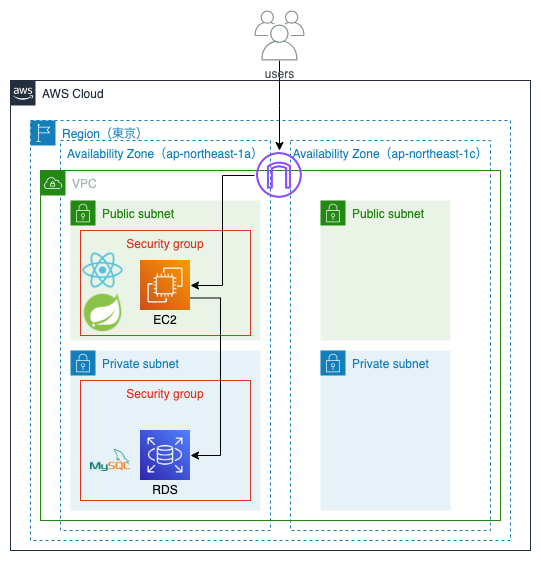 users
aws
AWS Cloud
Region（東京）
Availability Zone（ap-northeast-1a）
Availability Zone（ap-northeast-1c）
VPC
Public subnet
Public subnet
Security group
EC2
Private subnet
Private subnet
Security group
MySQL
RDS